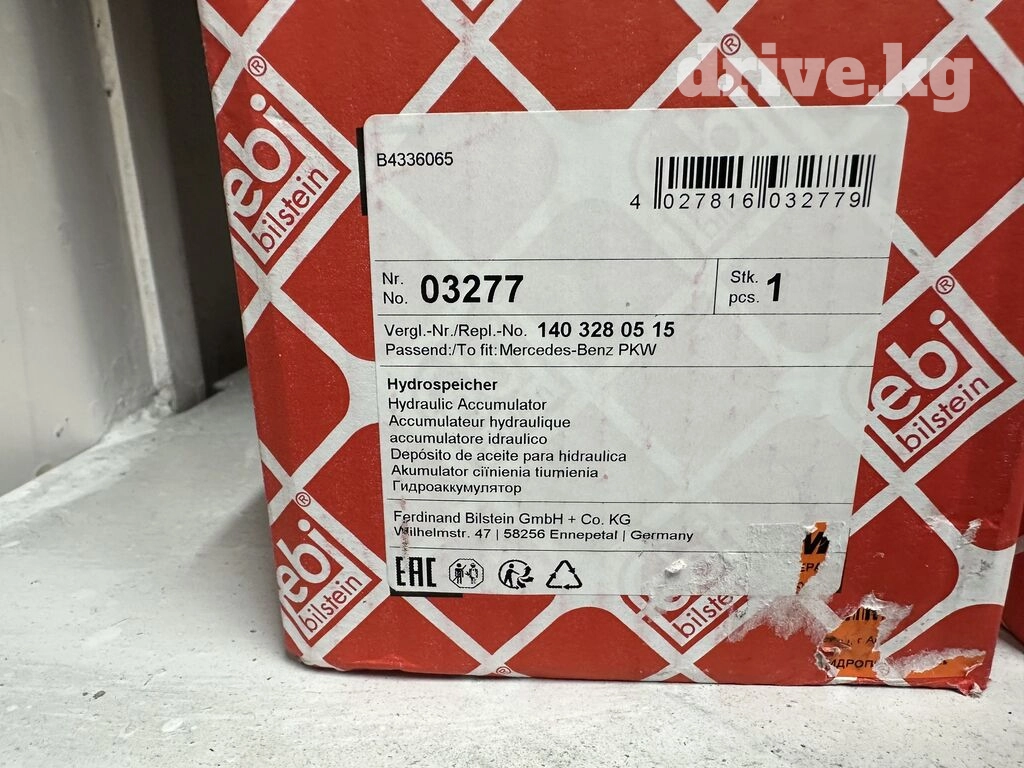 drive.kg
febi®
bilstein
B4336065
4 027816 032779
Nr.
No. 03277
Stk.
pcs. 1
Vergl.-Nr./Repl.-No. 140 328 05 15
Passend:/To fit: Mercedes-Benz PKW
Hydrospeicher
Hydraulic Accumulator
Accumulateur hydraulique
accumulatore idraulico
Depósito de aceite para hidraulica
Akumulator ciïnienia tiumienia
Гидроаккумулятор
Ferdinand Bilstein GmbH + Co. KG
Wilhelmstr. 47 | 58256 Ennepetal | Germany
EAC
febi®
bilstein
febi®
bilstein
bilstein